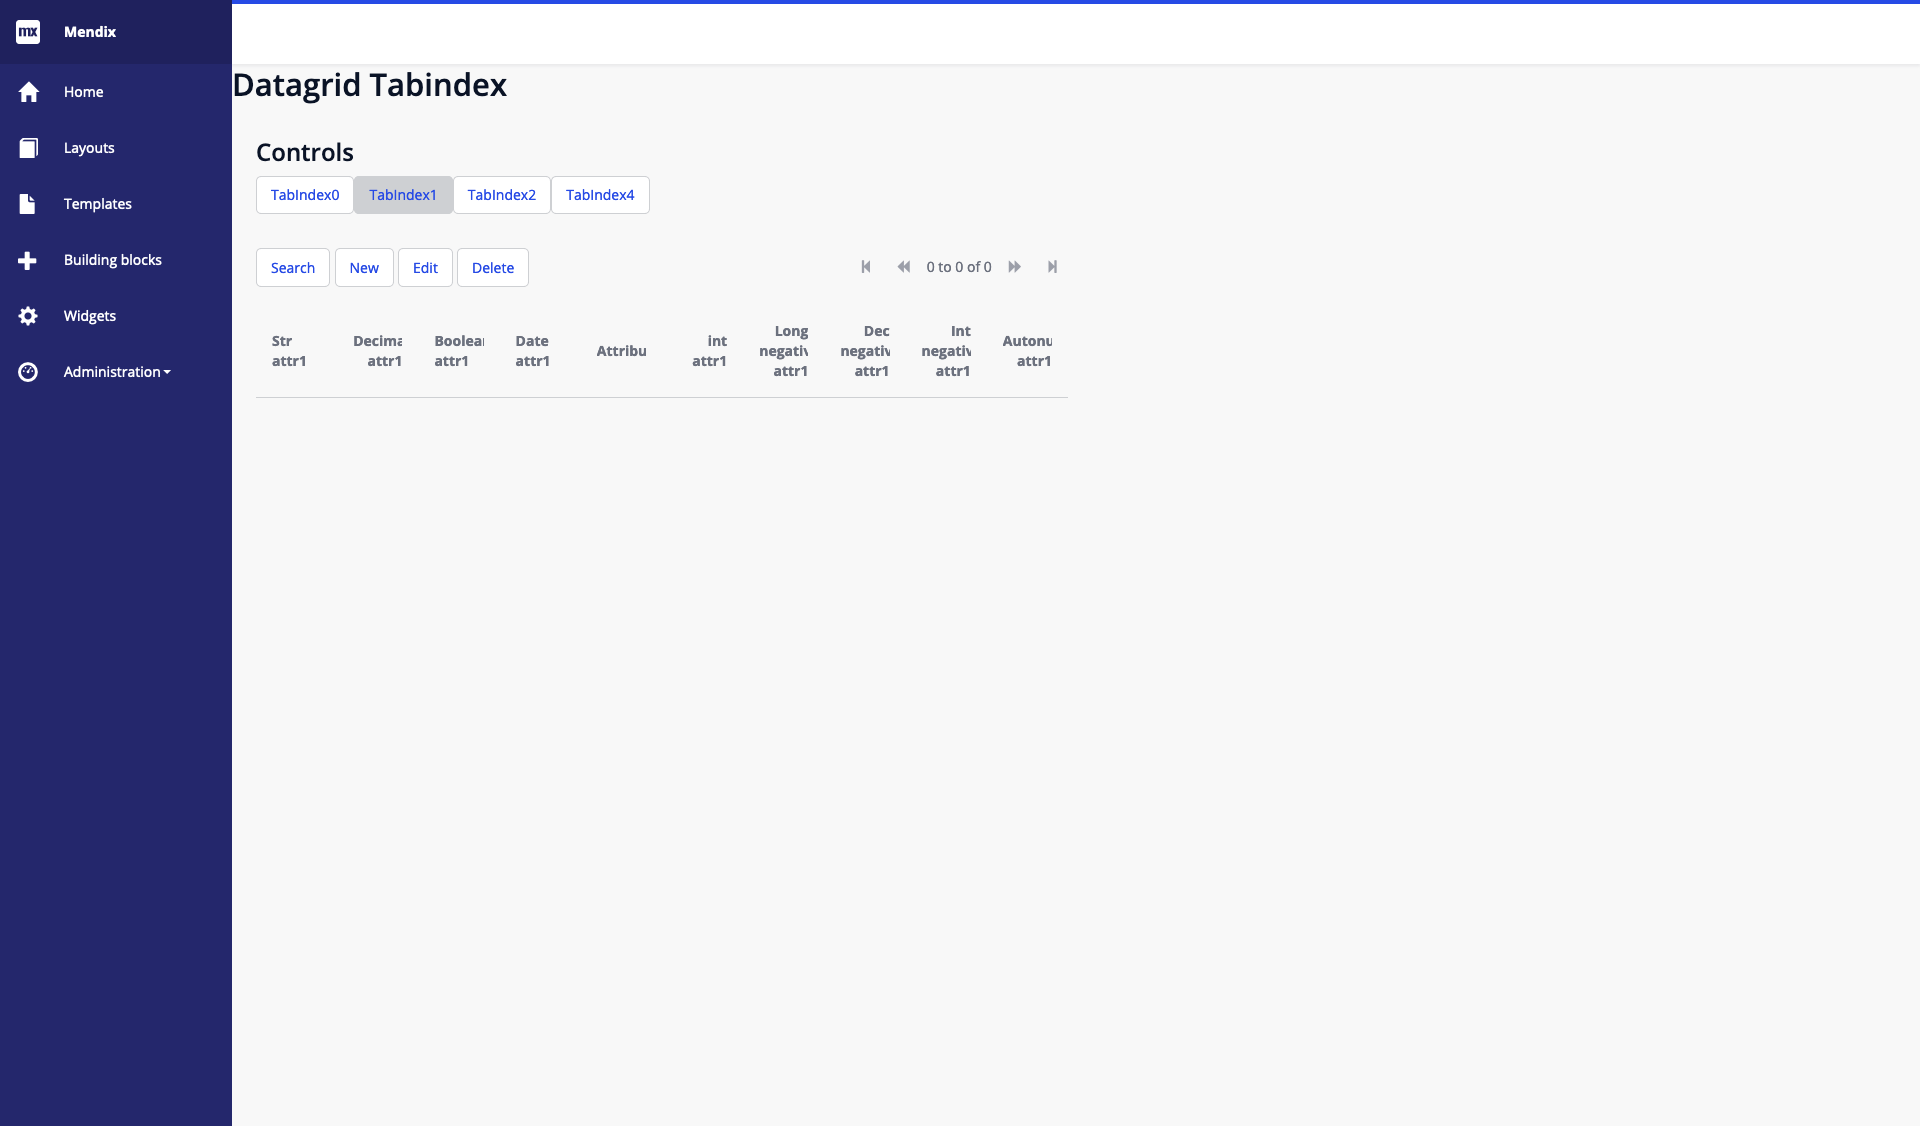 mx Mendix
Home
Layouts
Templates
Building blocks
Widgets
Administration
Datagrid Tabindex
Controls
TabIndex0 TabIndex1 TabIndex2 TabIndex4
Search New Edit Delete
0 to 0 of 0
Str
attr1
Decima
attr1
Boolea
attr1
Date
attr1
Attribu
int
attr1
Long
negativ
attr1
Dec
negativ
attr1
Int
negativ
attr1
Autonu
attr1